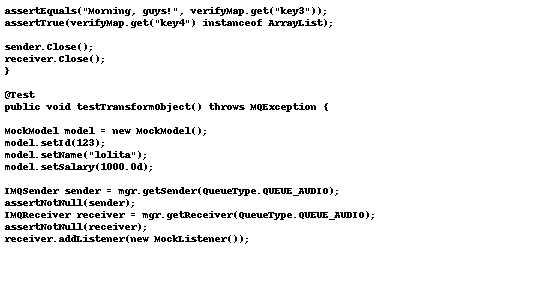 assertEquals("Morning, guys!", verifyMap.get("key3"));
assertTrue(verifyMap.get("key4") instanceof ArrayList);
sender.Close();
receiver.Close();
}
@Test
public void testTransformObject() throws MQException {
MockModel model = new MockModel();
model.setId(123);
model.setName("lolita");
model.setSalary(1000.0d);
IMQSender sender = mgr.getSender(QueueType.QUEUE_AUDIO);
assertNotNull(sender);
IMQReceiver receiver = mgr.getReceiver(QueueType.QUEUE_AUDIO);
assertNotNull(receiver);
receiver.addListener(new MockListener());